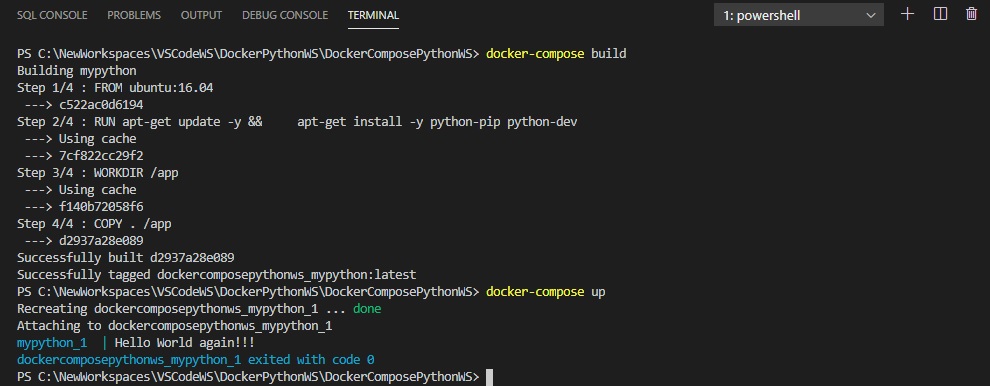 SQL CONSOLE PROBLEMS OUTPUT DEBUG CONSOLE TERMINAL 1: powershell
PS C:\NewWorkspaces\VSCodeWS\DockerPythonWS\DockerComposePythonWS> docker-compose build
Building mypython
Step 1/4 : FROM ubuntu:16.04
 ---> c522ac0d6194
Step 2/4 : RUN apt-get update -y &&     apt-get install -y python-pip python-dev
 ---> Using cache
 ---> 7cf822cc29f2
Step 3/4 : WORKDIR /app
 ---> Using cache
 ---> f140b72058f6
Step 4/4 : COPY . /app
 ---> d2937a28e089
Successfully built d2937a28e089
Successfully tagged dockercomposepythonws_mypython:latest
PS C:\NewWorkspaces\VSCodeWS\DockerPythonWS\DockerComposePythonWS> docker-compose up
Recreating dockercomposepythonws_mypython_1 ... done
Attaching to dockercomposepythonws_mypython_1
mypython_1  | Hello World again!!!
dockercomposepythonws_mypython_1 exited with code 0
PS C:\NewWorkspaces\VSCodeWS\DockerPythonWS\DockerComposePythonWS>